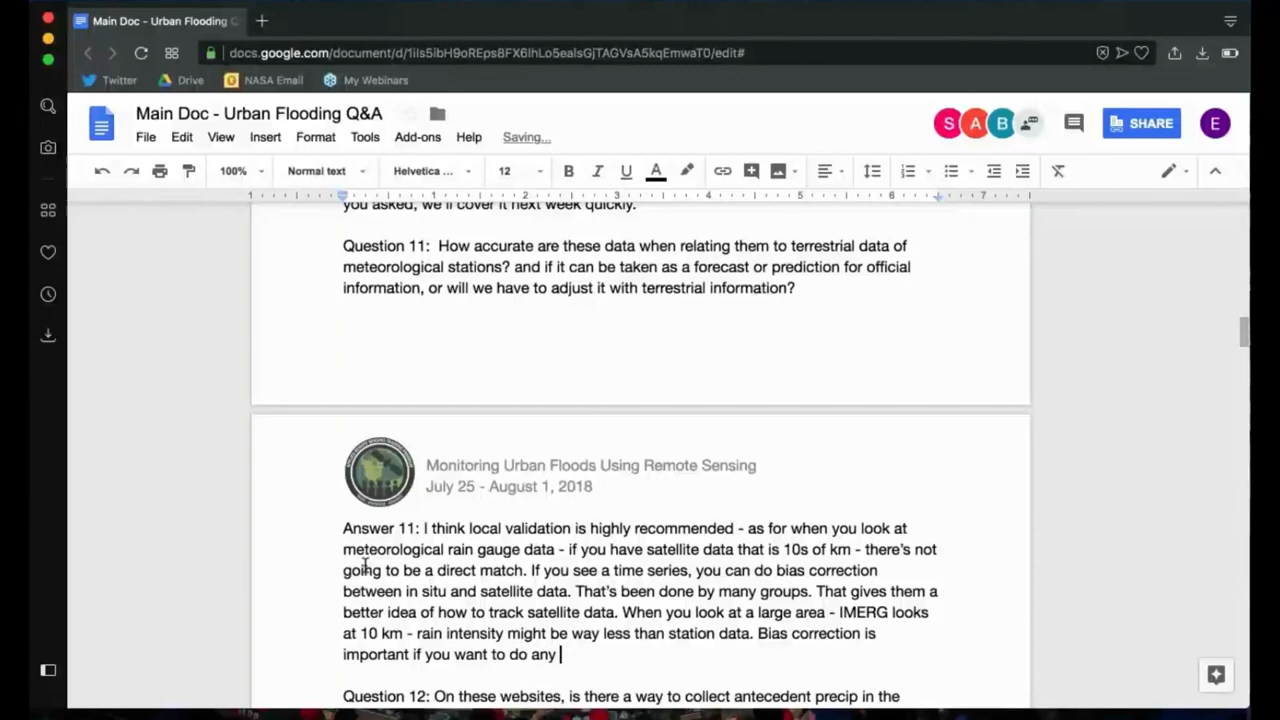 Main Doc - Urban Flooding Q
docs.google.com/document/d/1iIs5ibH9oREps8FX6IhLo5ealsGjTAGVsA5kqEmwaT0/edit#
Twitter
Drive
NASA Email
My Webinars
Main Doc - Urban Flooding Q&A
S A B
SHARE
E
File Edit View Insert Format Tools Add-ons Help Saving...
100% Normal text Helvetica ... 12 B I U A
1 1 2 3 4 5 6 7
you asked, we'll cover it next week quickly.
Question 11: How accurate are these data when relating them to terrestrial data of
meteorological stations? and if it can be taken as a forecast or prediction for official
information, or will we have to adjust it with terrestrial information?
Monitoring Urban Floods Using Remote Sensing
July 25 - August 1, 2018
Answer 11: I think local validation is highly recommended - as for when you look at
meteorological rain gauge data - if you have satellite data that is 10s of km - there's not
going to be a direct match. If you see a time series, you can do bias correction
between in situ and satellite data. That's been done by many groups. That gives them a
better idea of how to track satellite data. When you look at a large area - IMERG looks
at 10 km - rain intensity might be way less than station data. Bias correction is
important if you want to do any
Question 12: On these websites, is there a way to collect antecedent precip in the